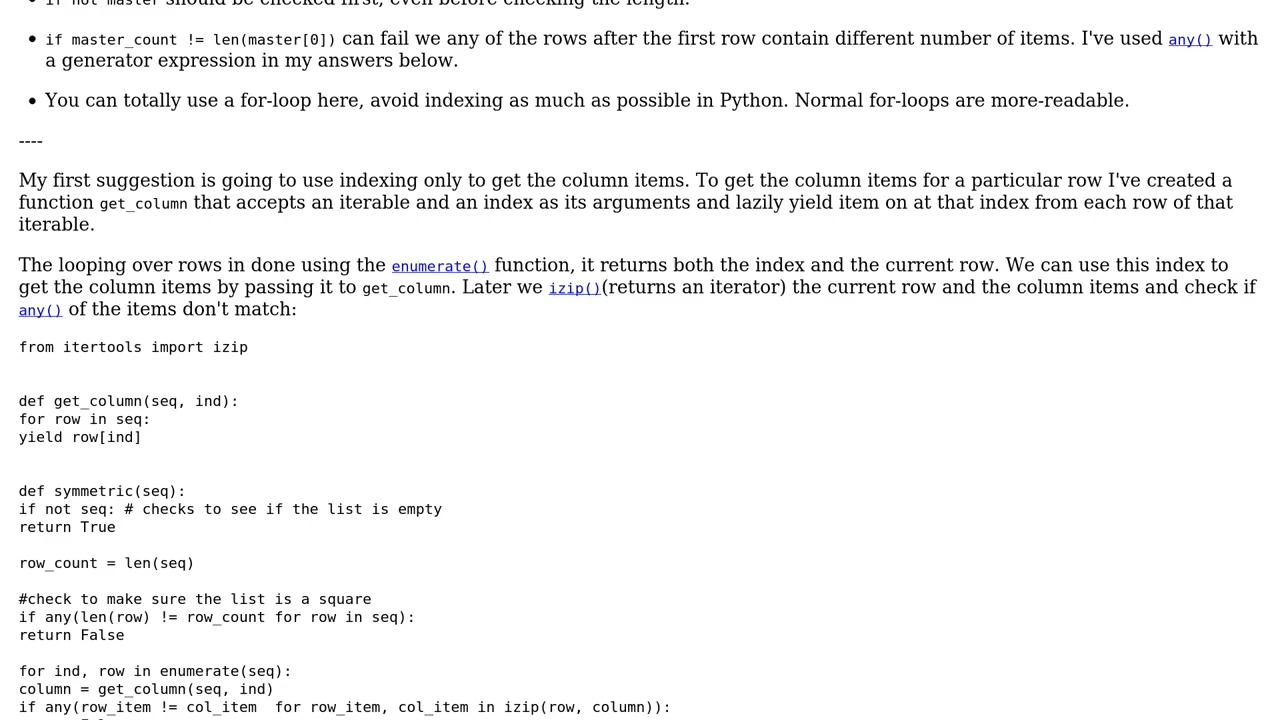 if not master should be checked first, even before checking the length.
if master_count != len(master[0]) can fail we any of the rows after the first row contain different number of items. I've used any() with
a generator expression in my answers below.
You can totally use a for-loop here, avoid indexing as much as possible in Python. Normal for-loops are more-readable.
----
My first suggestion is going to use indexing only to get the column items. To get the column items for a particular row I've created a
function get_column that accepts an iterable and an index as its arguments and lazily yield item on at that index from each row of that
iterable.
The looping over rows in done using the enumerate() function, it returns both the index and the current row. We can use this index to
get the column items by passing it to get_column. Later we izip()(returns an iterator) the current row and the column items and check if
any() of the items don't match:
from itertools import izip
def get_column(seq, ind):
for row in seq:
yield row[ind]
def symmetric(seq):
if not seq: # checks to see if the list is empty
return True
row_count = len(seq)
#check to make sure the list is a square
if any(len(row) != row_count for row in seq):
return False
for ind, row in enumerate(seq):
column = get_column(seq, ind)
if any(row_item != col_item  for row_item, col_item in izip(row, column)):